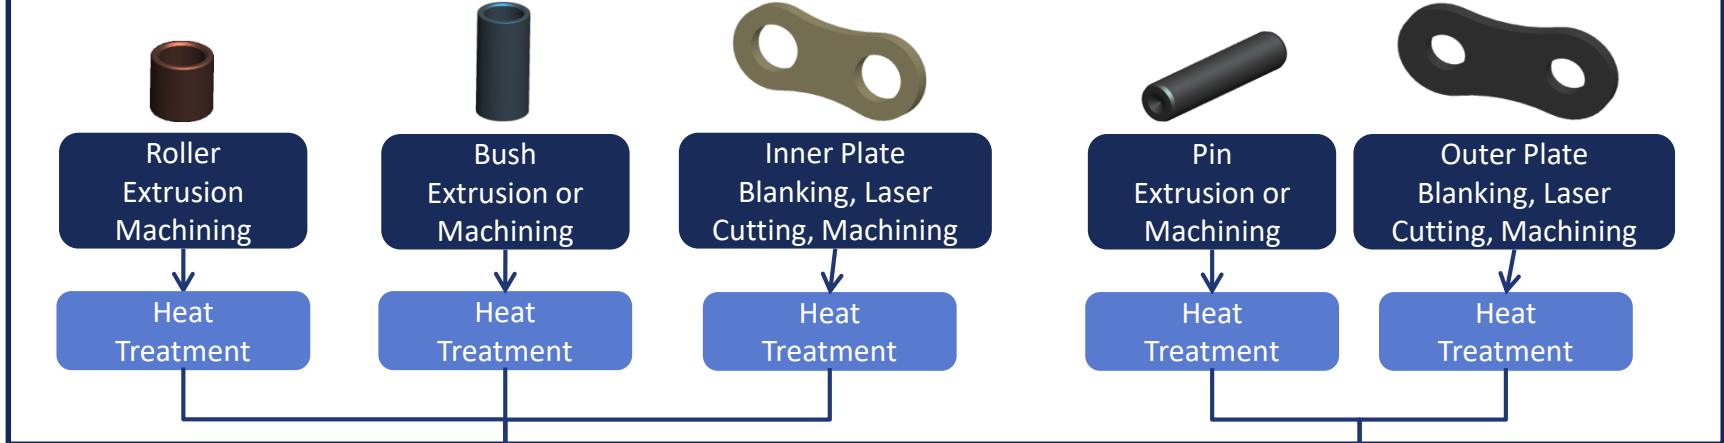 Roller
Extrusion
Machining
Bush
Extrusion or
Machining
Inner Plate
Blanking, Laser
Cutting, Machining
Pin
Extrusion or
Machining
Outer Plate
Blanking, Laser
Cutting, Machining
Heat
Treatment
Heat
Treatment
Heat
Treatment
Heat
Treatment
Heat
Treatment